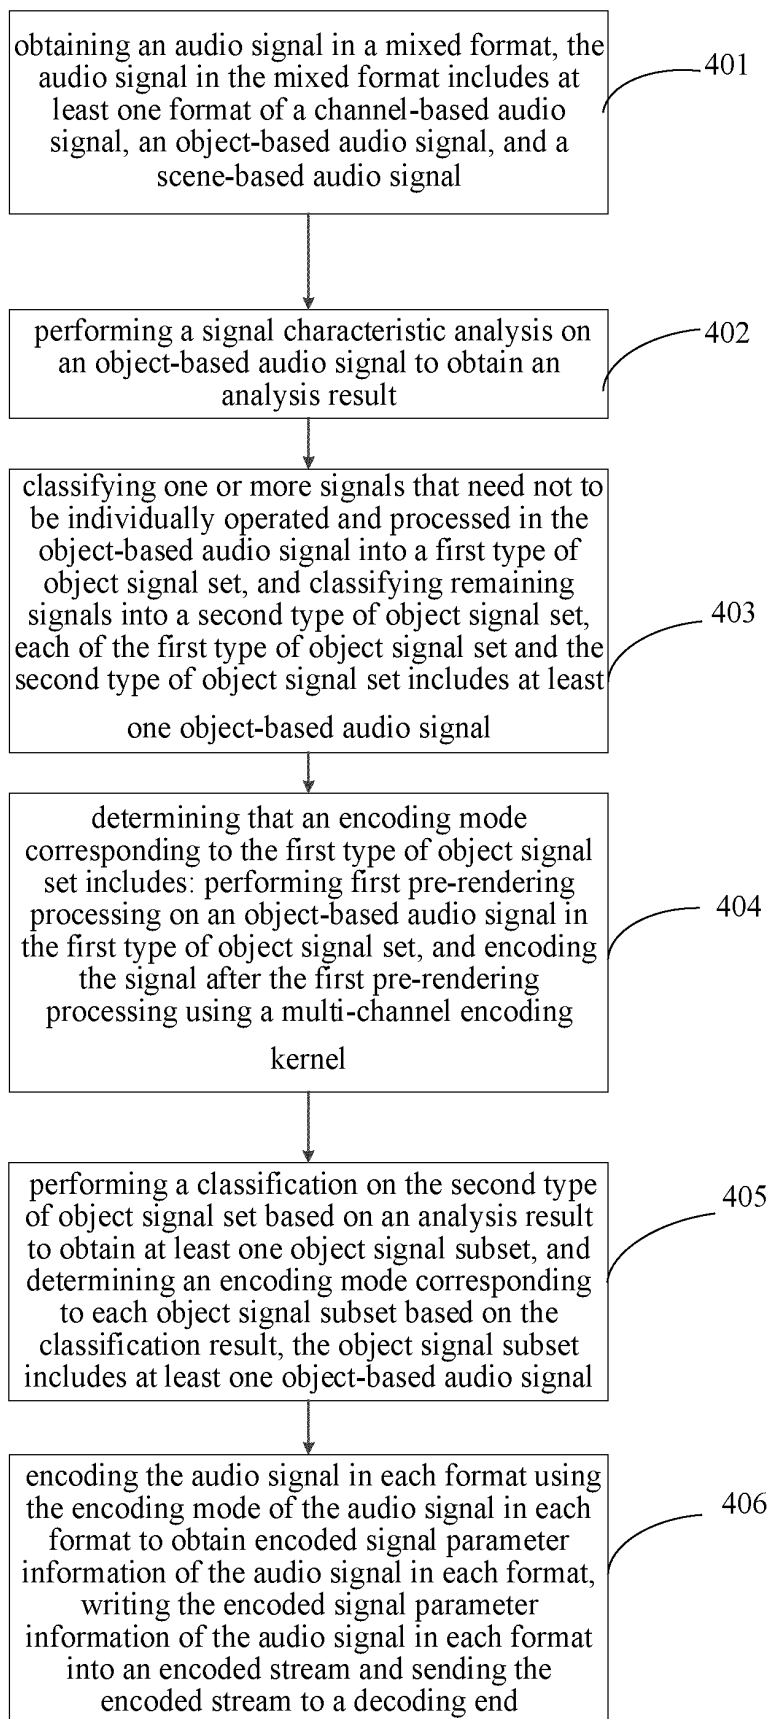 obtaining an audio signal in a mixed format, the
audio signal in the mixed format includes at
least one format of a channel-based audio
signal, an object-based audio signal, and a
scene-based audio signal
401
performing a signal characteristic analysis on
an object-based audio signal to obtain an
analysis result
402
classifying one or more signals that need not to
be individually operated and processed in the
object-based audio signal into a first type of
object signal set, and classifying remaining
signals into a second type of object signal set,
each of the first type of object signal set and the
second type of object signal set includes at least
one object-based audio signal
403
determining that an encoding mode
corresponding to the first type of object signal
set includes: performing first pre-rendering
processing on an object-based audio signal in
the first type of object signal set, and encoding
the signal after the first pre-rendering
processing using a multi-channel encoding
kernel
404
performing a classification on the second type
of object signal set based on an analysis result
to obtain at least one object signal subset, and
determining an encoding mode corresponding
to each object signal subset based on the
classification result, the object signal subset
includes at least one object-based audio signal
405
encoding the audio signal in each format using
the encoding mode of the audio signal in each
format to obtain encoded signal parameter
information of the audio signal in each format,
writing the encoded signal parameter
information of the audio signal in each format
into an encoded stream and sending the
encoded stream to a decoding end
406